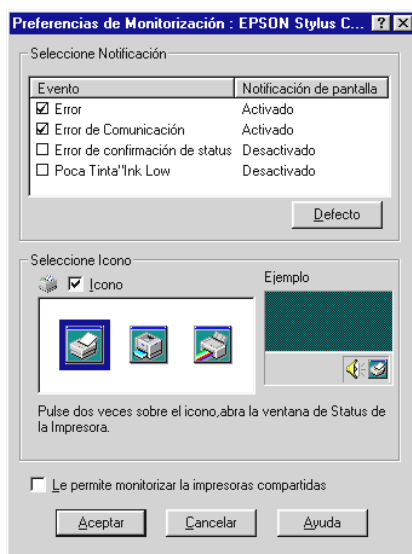 Preferencias de Monitorización : EPSON Stylus C...
Seleccione Notificación
Evento Notificación de pantalla
Error Activado
Error de Comunicación Activado
Error de confirmación de status Desactivado
Poca Tinta"Ink Low Desactivado
Defecto
Seleccione Icono
Icono
Ejemplo
Pulse dos veces sobre el icono,abra la ventana de Status de
la Impresora.
Le permite monitorizar la impresoras compartidas
Aceptar Cancelar Ayuda